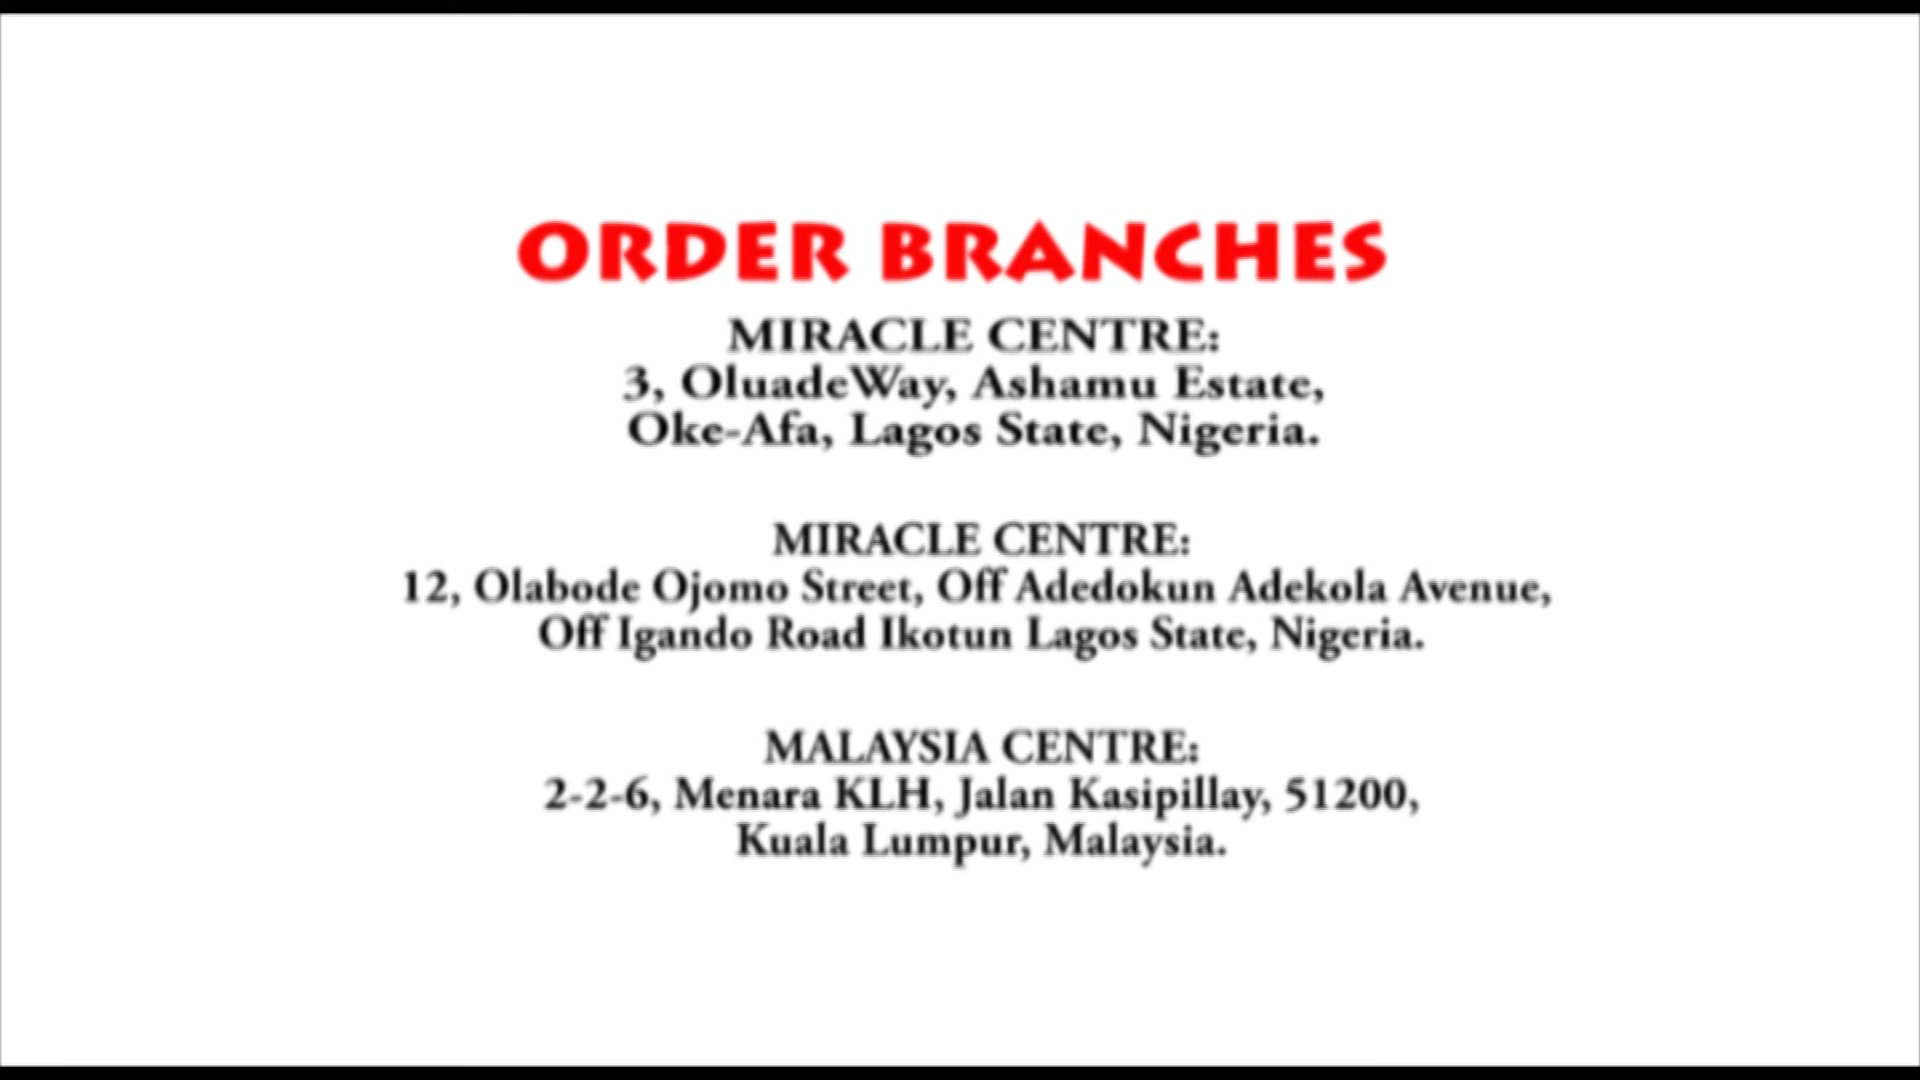 ORDER BRANCHES
MIRACLE CENTRE:
3, OluadeWay, Ashamu Estate,
Oke-Afa, Lagos State, Nigeria.
MIRACLE CENTRE:
12, Olabode Ojomo Street, Off Adedokun Adekola Avenue,
Off Igando Road Ikotun Lagos State, Nigeria.
MALAYSIA CENTRE:
2-2-6, Menara KLH, Jalan Kasipillay, 51200,
Kuala Lumpur, Malaysia.